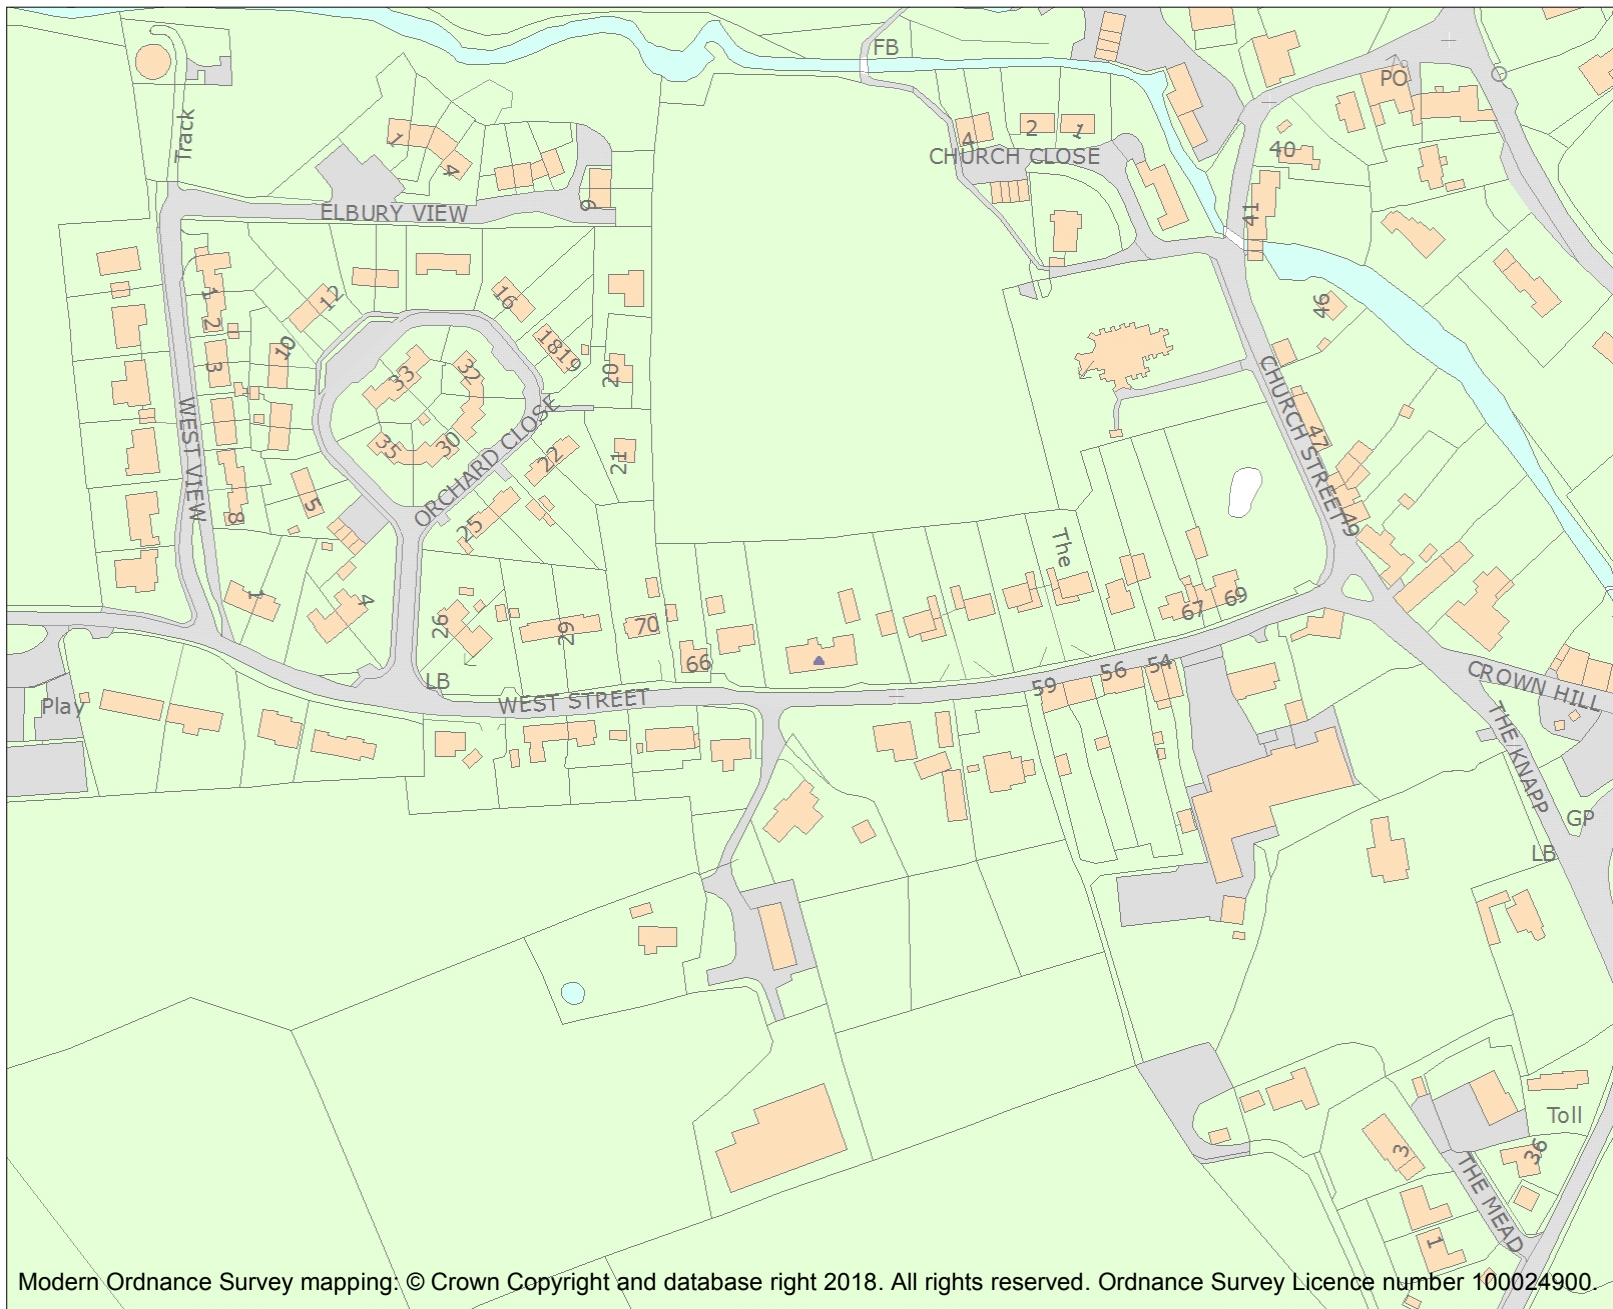 FB
PO
Track
1
4
4
2
1
CHURCH CLOSE
40
ELBURY VIEW
9
41
1
2
12
16
46
3
10
1819
33
32
20
CHURCH STREET
47
WEST VIEW
35
30
ORCHARD CLOSE
22
21
8
5
25
49
The
1
4
26
29
70
67
69
66
59
56
54
LB
WEST STREET
Play
CROWN HILL
THE KNAPP
GP
LB
Toll
3
36
THE MEAD
1
Modern Ordnance Survey mapping: © Crown Copyright and database right 2018. All rights reserved. Ordnance Survey Licence number 100024900.